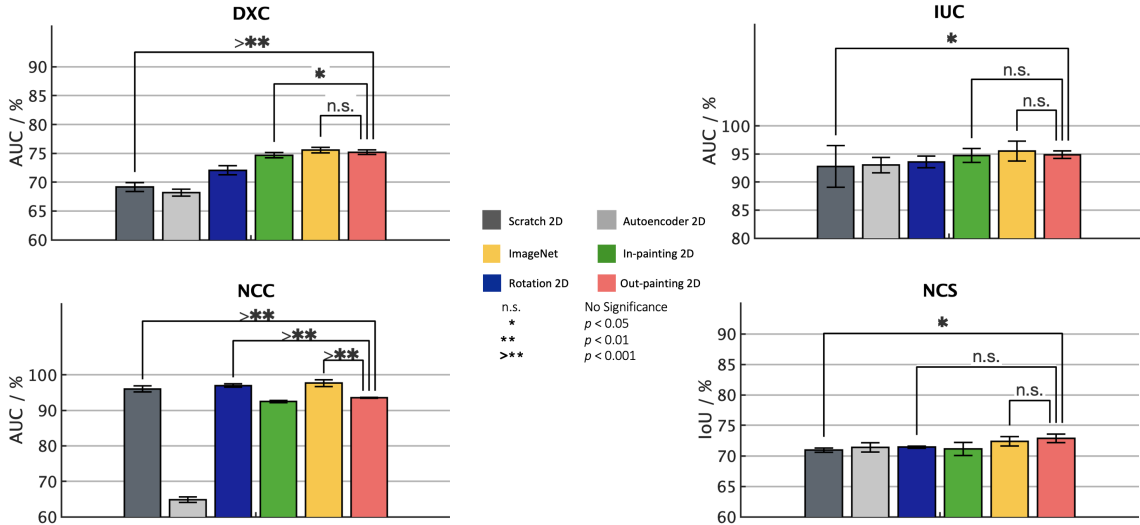 DXC
>**
*
n.s.
AUC / %
90
85
80
75
70
65
60
IUC
*
n.s.
n.s.
AUC / %
100
95
90
85
80
Scratch 2D
Autoencoder 2D
ImageNet
In-painting 2D
Rotation 2D
Out-painting 2D
n.s. No Significance
* p < 0.05
** p < 0.01
>** p < 0.001
NCC
>**
>**
>**
AUC / %
100
90
80
70
60
NCS
*
n.s.
n.s.
IoU / %
90
85
80
75
70
65
60